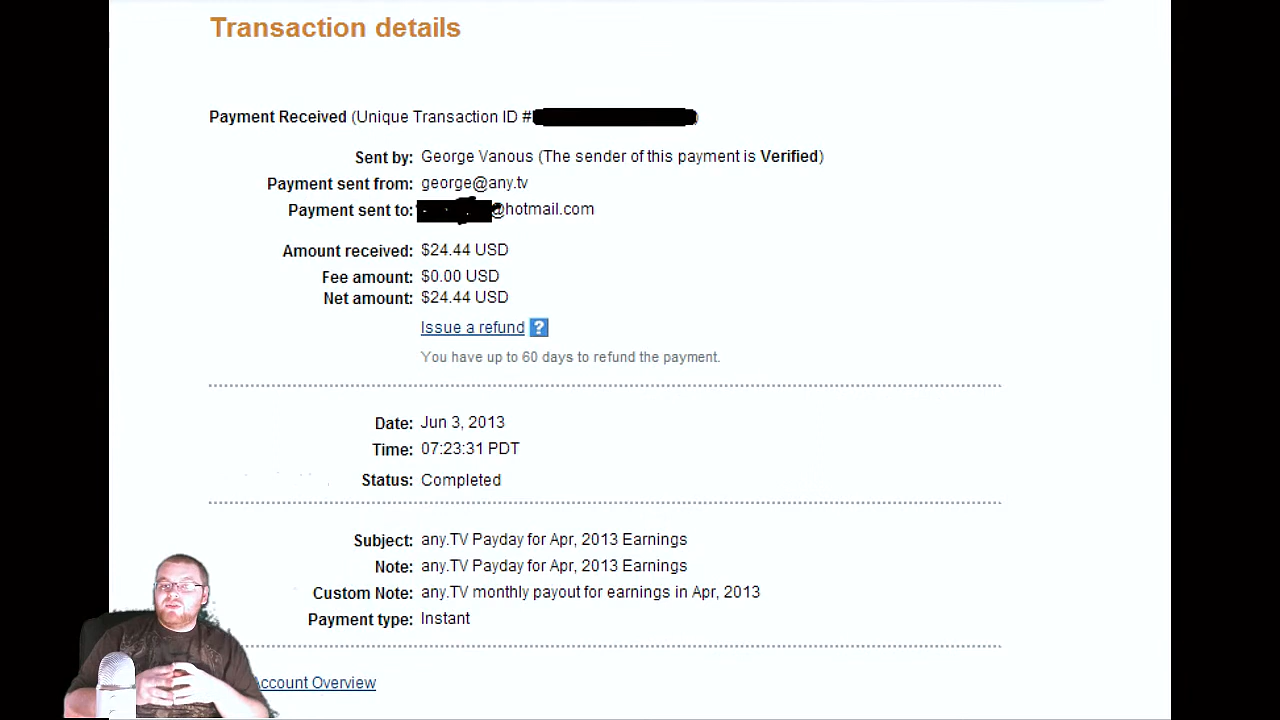 Transaction details
Payment Received (Unique Transaction ID #
Sent by: George Vanous (The sender of this payment is Verified)
Payment sent from: george@any.tv
Payment sent to: @hotmail.com
Amount received: $24.44 USD
Fee amount: $0.00 USD
Net amount: $24.44 USD
Issue a refund ?
You have up to 60 days to refund the payment.
Date: Jun 3, 2013
Time: 07:23:31 PDT
Status: Completed
Subject: any.TV Payday for Apr, 2013 Earnings
Note: any.TV Payday for Apr, 2013 Earnings
Custom Note: any.TV monthly payout for earnings in Apr, 2013
Payment type: Instant
Account Overview